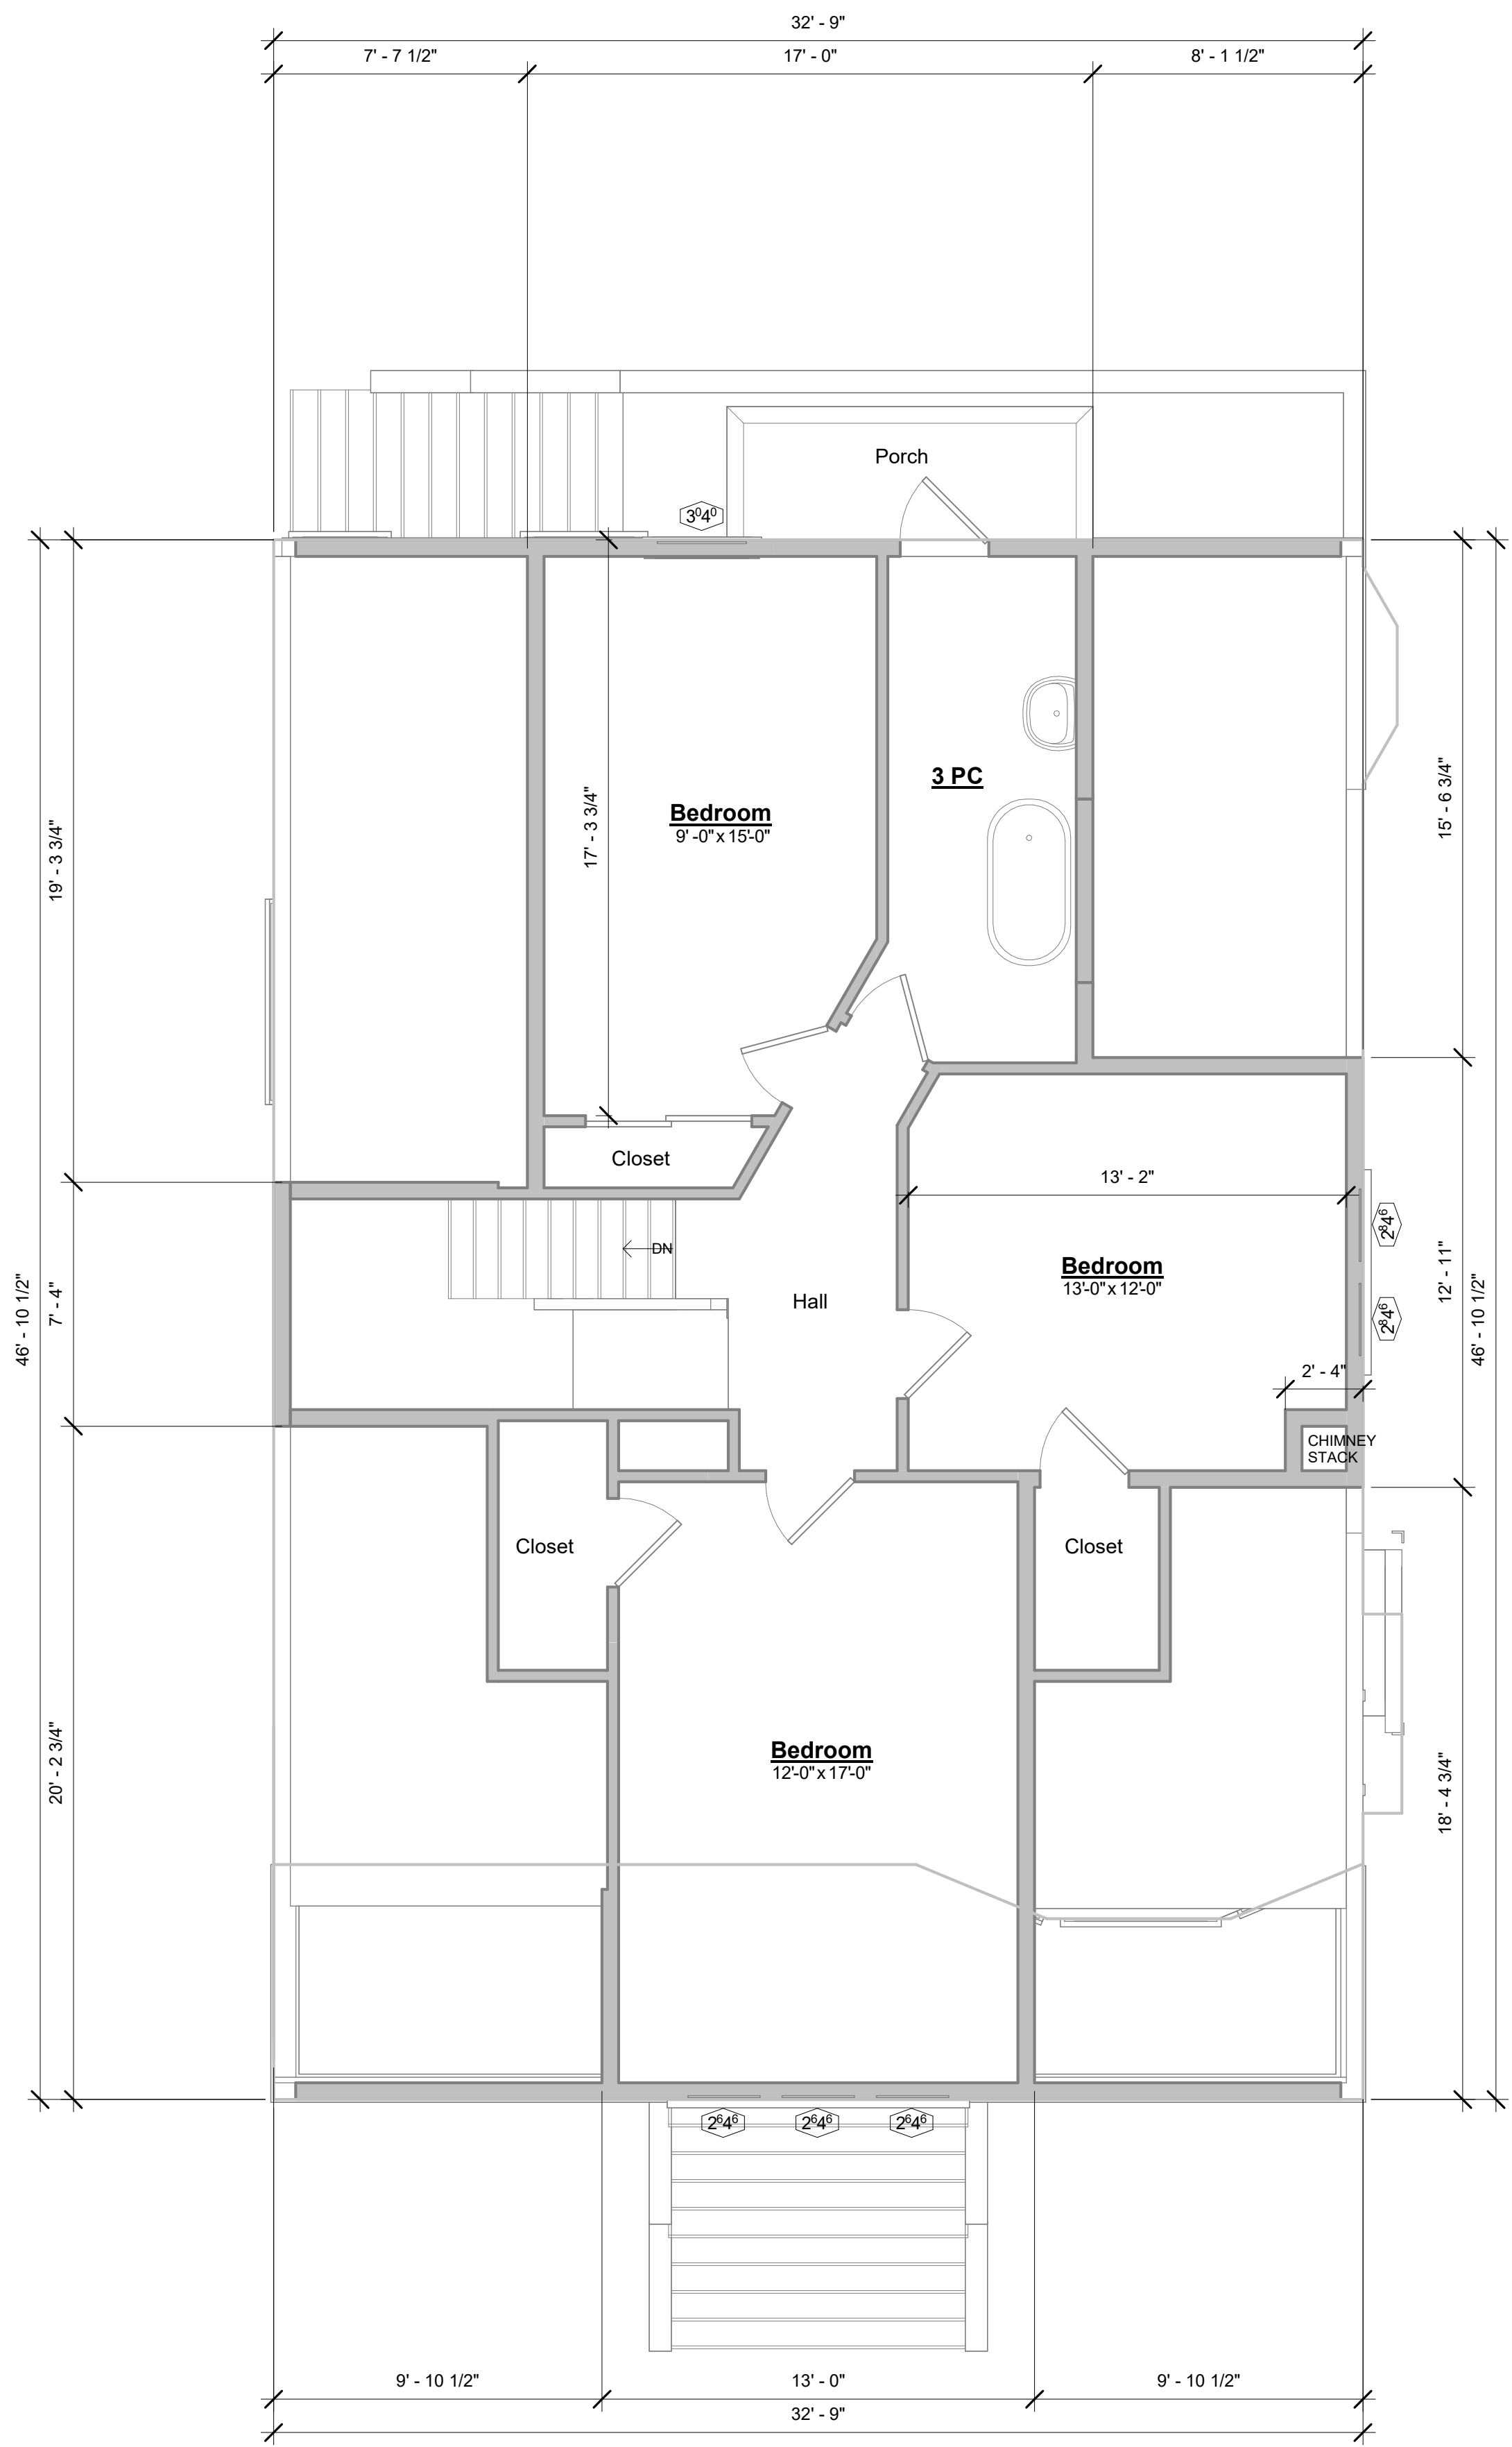 32' - 9"
7' - 7 1/2"
17' - 0"
8' - 1 1/2"
Porch
3⁰4⁰
3 PC
Bedroom
9' -0" x 15'-0"
17' - 3 3/4"
19' - 3 3/4"
15' - 6 3/4"
Closet
13' - 2"
DN
Hall
Bedroom
13'-0" x 12'-0"
2⁸4⁶
2⁸4⁶
12' - 11"
46' - 10 1/2"
7' - 4"
46' - 10 1/2"
2' - 4"
CHIMNEY
STACK
Closet
Closet
Bedroom
12'-0" x 17'-0"
20' - 2 3/4"
18' - 4 3/4"
2⁶4⁶
2⁶4⁶
2⁶4⁶
9' - 10 1/2"
13' - 0"
9' - 10 1/2"
32' - 9"